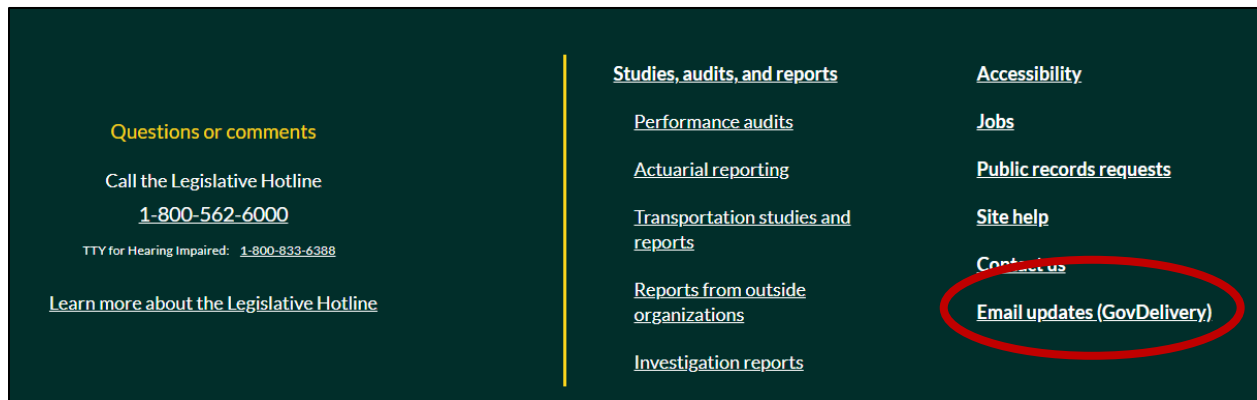 Questions or comments
Call the Legislative Hotline
1-800-562-6000
TTY for Hearing Impaired: 1-800-833-6388
Learn more about the Legislative Hotline
Studies, audits, and reports
Performance audits
Actuarial reporting
Transportation studies and
reports
Reports from outside
organizations
Investigation reports
Accessibility
Jobs
Public records requests
Site help
Contact us
Email updates (GovDelivery)